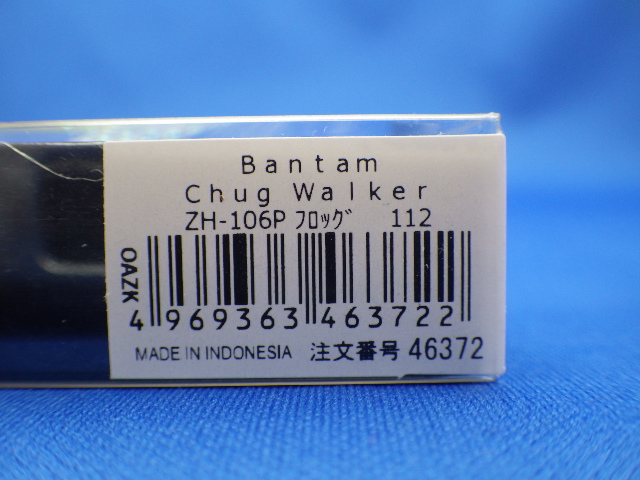 Bantam
Chug Walker
ZH-106P ﾌﾛｯｸﾞ 112
OAZK
4 969363 463722
MADE IN INDONESIA 注文番号 46372